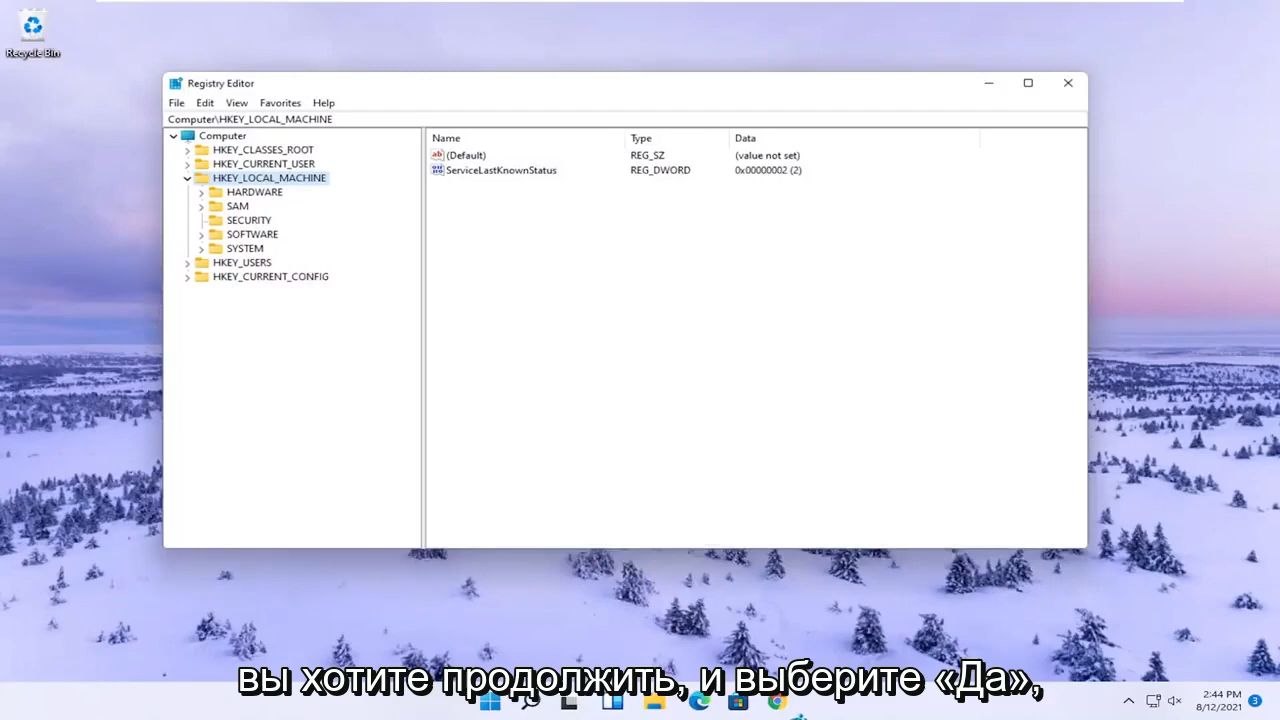 Recycle Bin
Registry Editor
File Edit View Favorites Help
Computer\HKEY_LOCAL_MACHINE
Computer
HKEY_CLASSES_ROOT
HKEY_CURRENT_USER
HKEY_LOCAL_MACHINE
HARDWARE
SAM
SECURITY
SOFTWARE
SYSTEM
HKEY_USERS
HKEY_CURRENT_CONFIG
Name Type Data
(Default) REG_SZ (value not set)
ServiceLastKnownStatus REG_DWORD 0x00000002 (2)
вы хотите продолжить, и выберите «Да»,
2:44 PM
8/12/2021
3